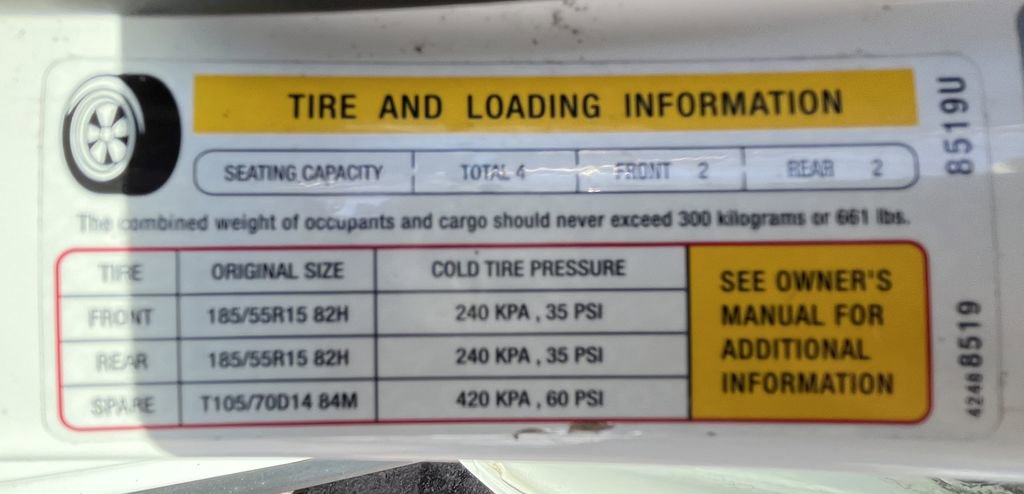 TIRE AND LOADING INFORMATION
SEATING CAPACITY TOTAL 4 FRONT 2 REAR 2
The combined weight of occupants and cargo should never exceed 300 kilograms or 661 lbs.
TIRE ORIGINAL SIZE COLD TIRE PRESSURE
FRONT 185/55R15 82H 240 KPA , 35 PSI
REAR 185/55R15 82H 240 KPA , 35 PSI
SPARE T105/70D14 84M 420 KPA , 60 PSI
SEE OWNER'S
MANUAL FOR
ADDITIONAL
INFORMATION
8519U
42488519